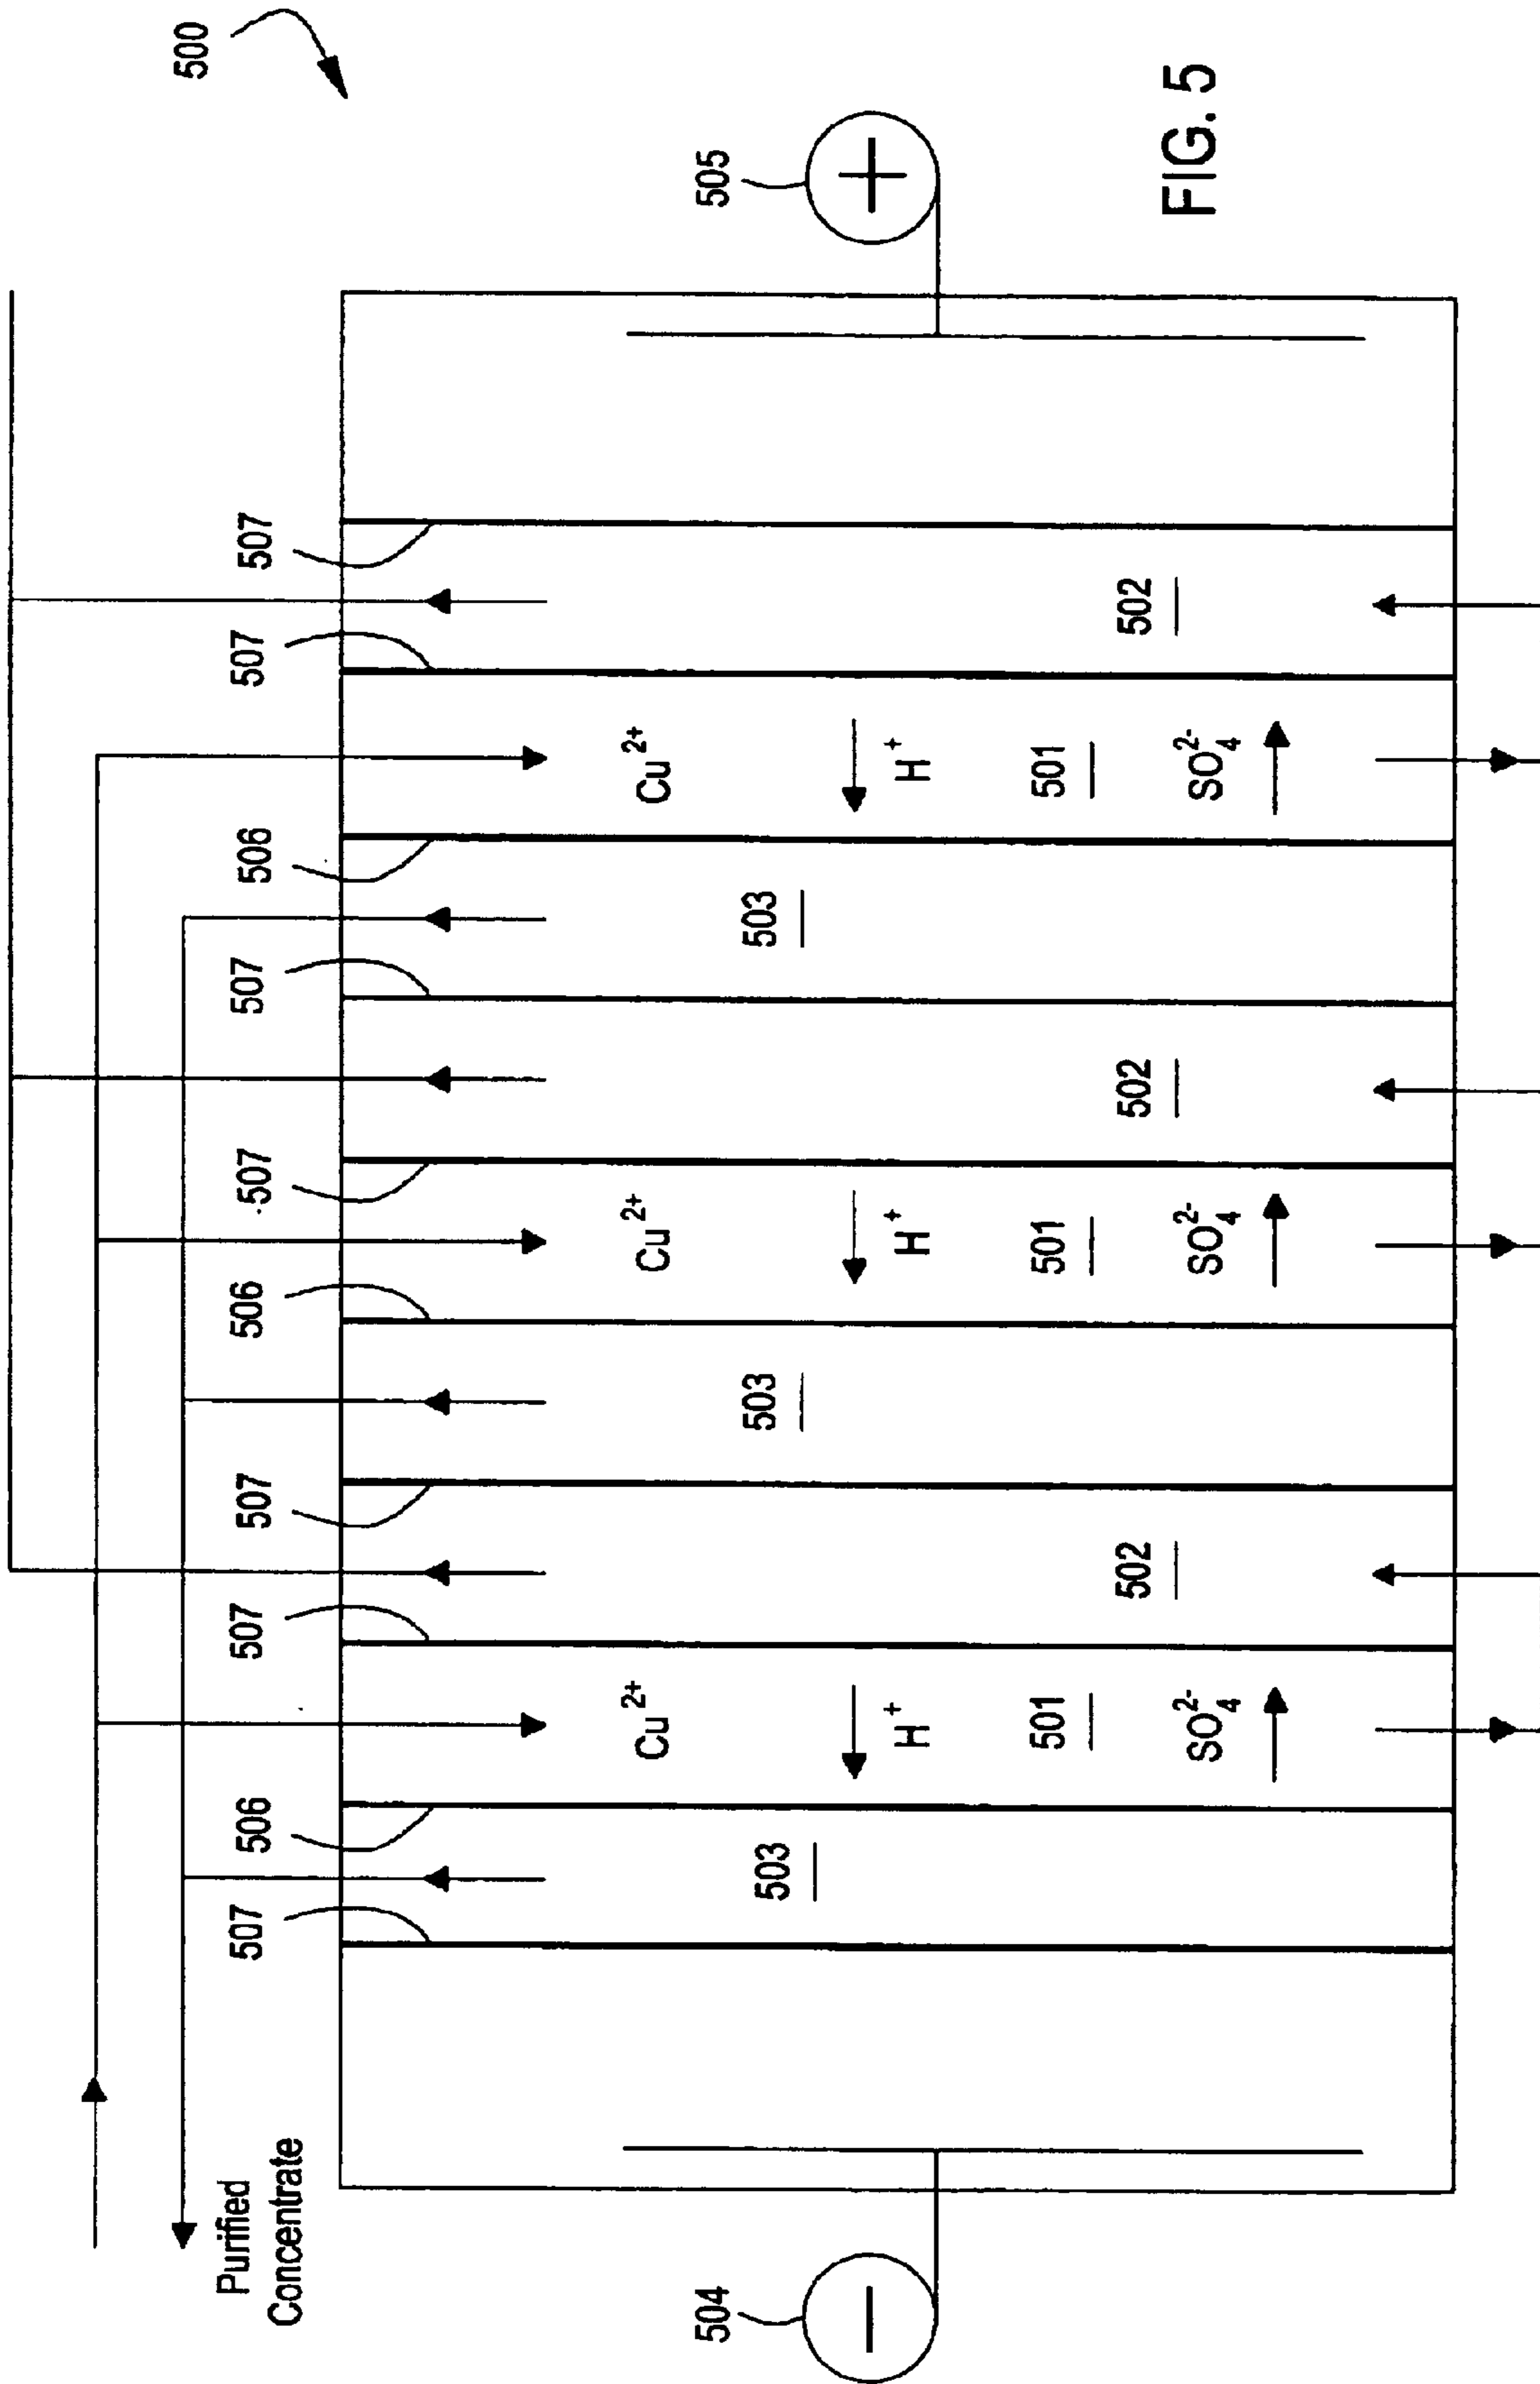 500
Purified
Concentrate
507 506 507 507 506 507 507 506 507 507
Cu²⁺ Cu²⁺ Cu²⁺
504 505
503 503 503
H⁺ H⁺ H⁺
501 501 501
502 502 502
SO₄²⁻ SO₄²⁻ SO₄²⁻
FIG. 5